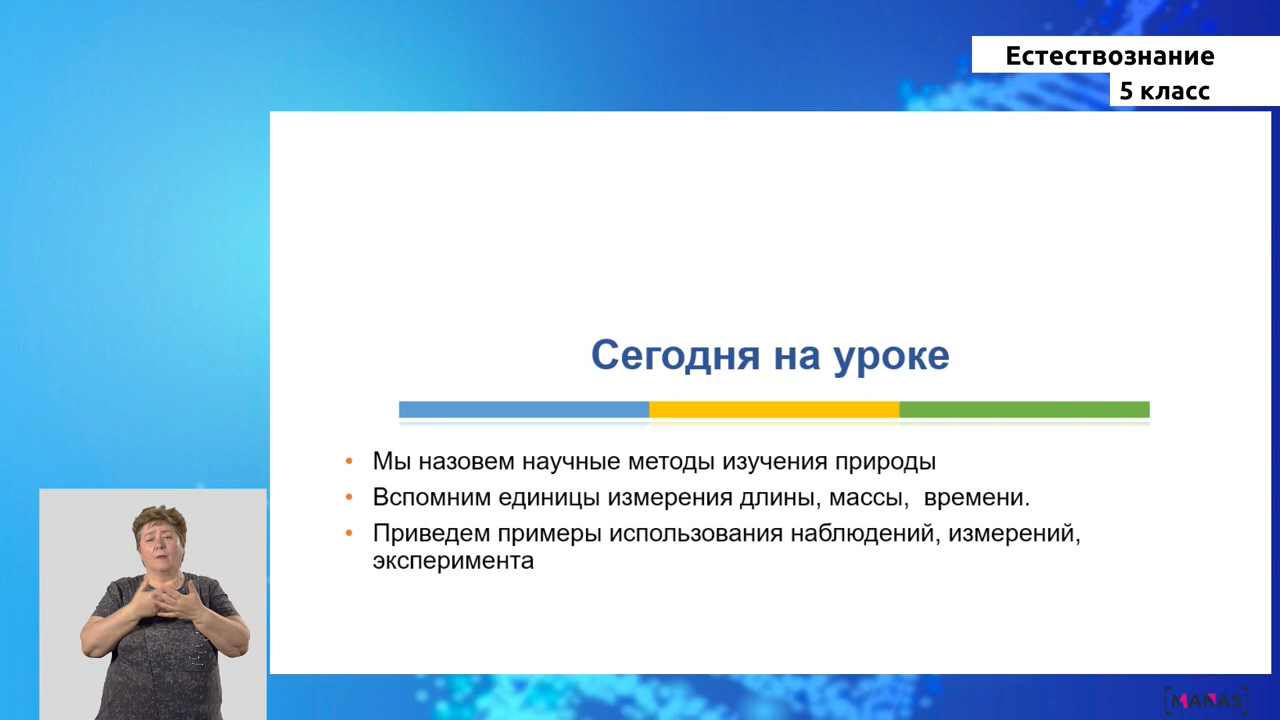 Естествознание
5 класс
Сегодня на уроке
• Мы назовем научные методы изучения природы
• Вспомним единицы измерения длины, массы, времени.
• Приведем примеры использования наблюдений, измерений,
эксперимента
[MANAS]